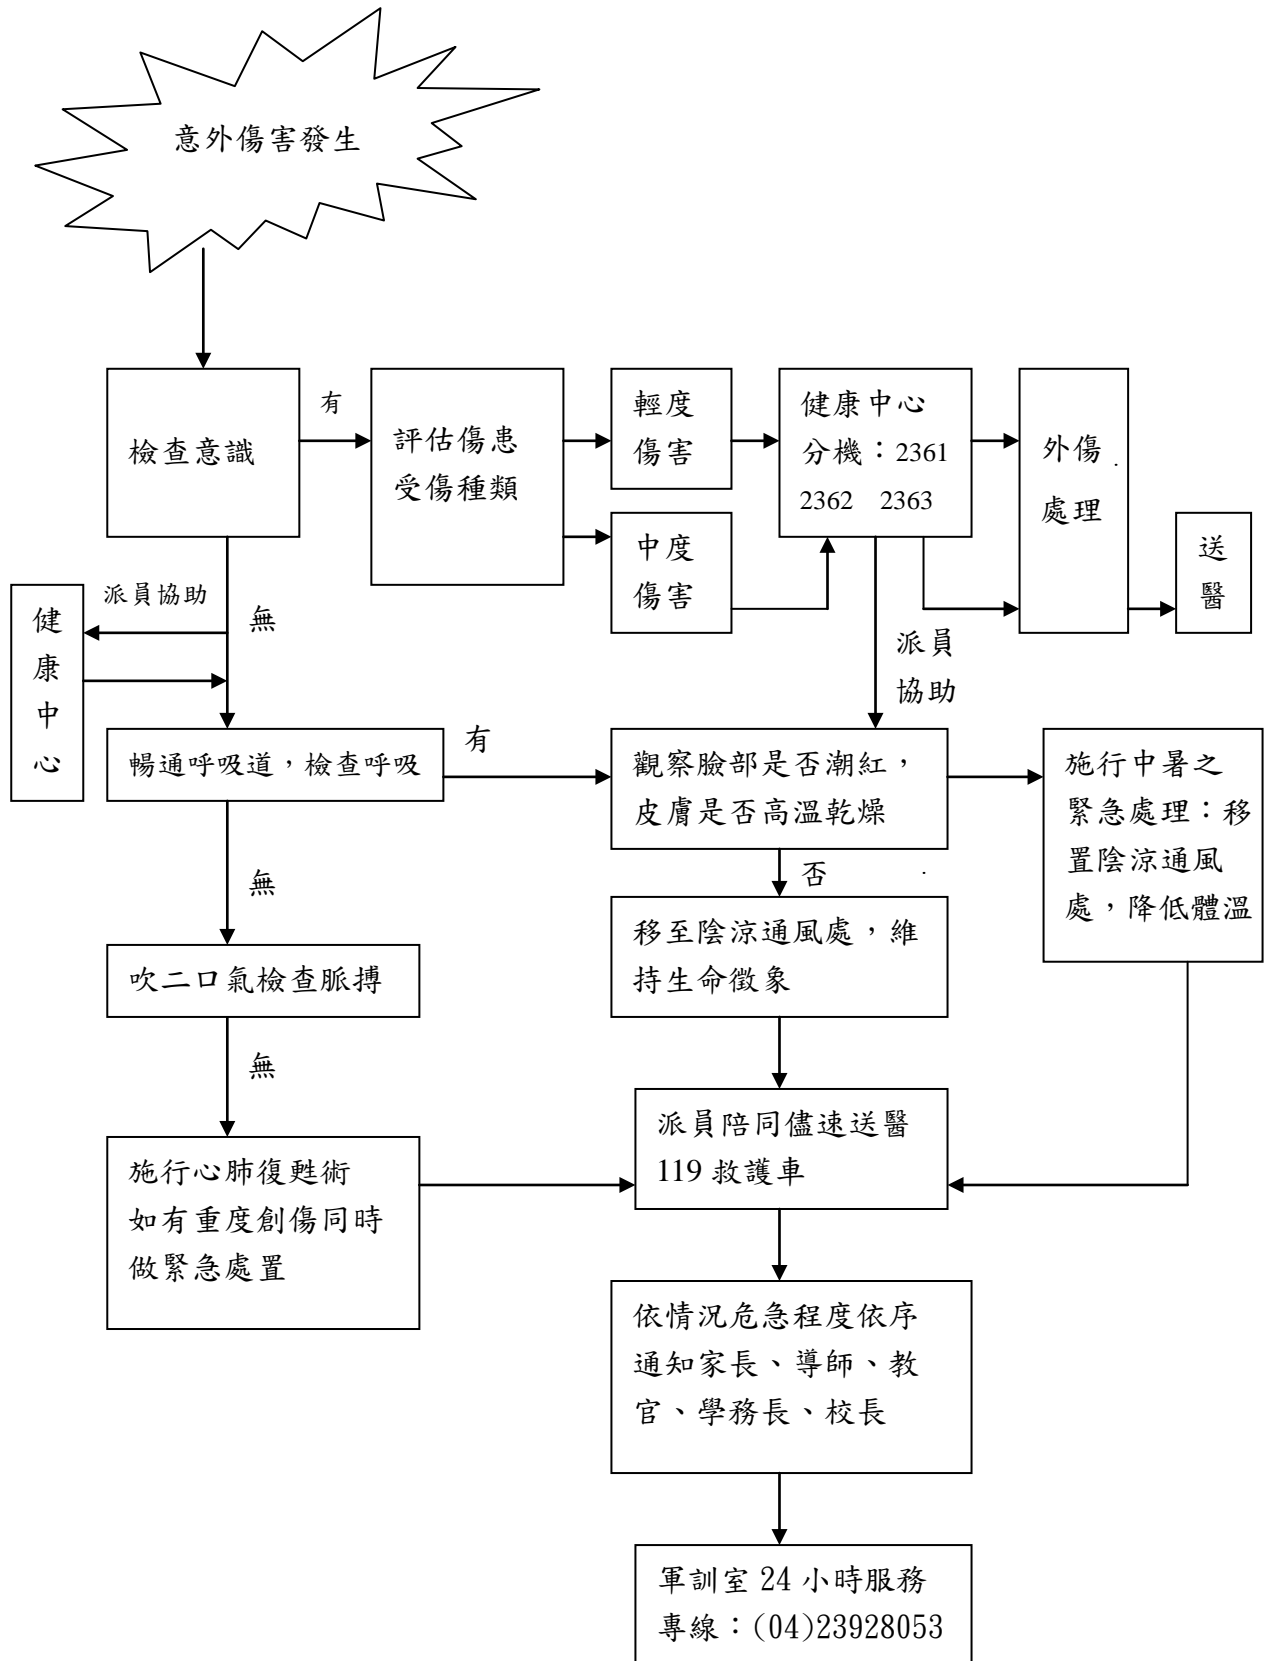 意外傷害發生
檢查意識
有
評估傷患
受傷種類
輕度
傷害
中度
傷害
健康中心
分機：2361
2362 2363
外傷
處理
送
醫
派員協助
無
健
康
中
心
派員
協助
暢通呼吸道，檢查呼吸
有
觀察臉部是否潮紅，
皮膚是否高溫乾燥
施行中暑之
緊急處理：移
置陰涼通風
處，降低體溫
無
否
吹二口氣檢查脈搏
移至陰涼通風處，維
持生命徵象
無
施行心肺復甦術
如有重度創傷同時
做緊急處置
派員陪同儘速送醫
119 救護車
依情況危急程度依序
通知家長、導師、教
官、學務長、校長
軍訓室 24 小時服務
專線：(04)23928053